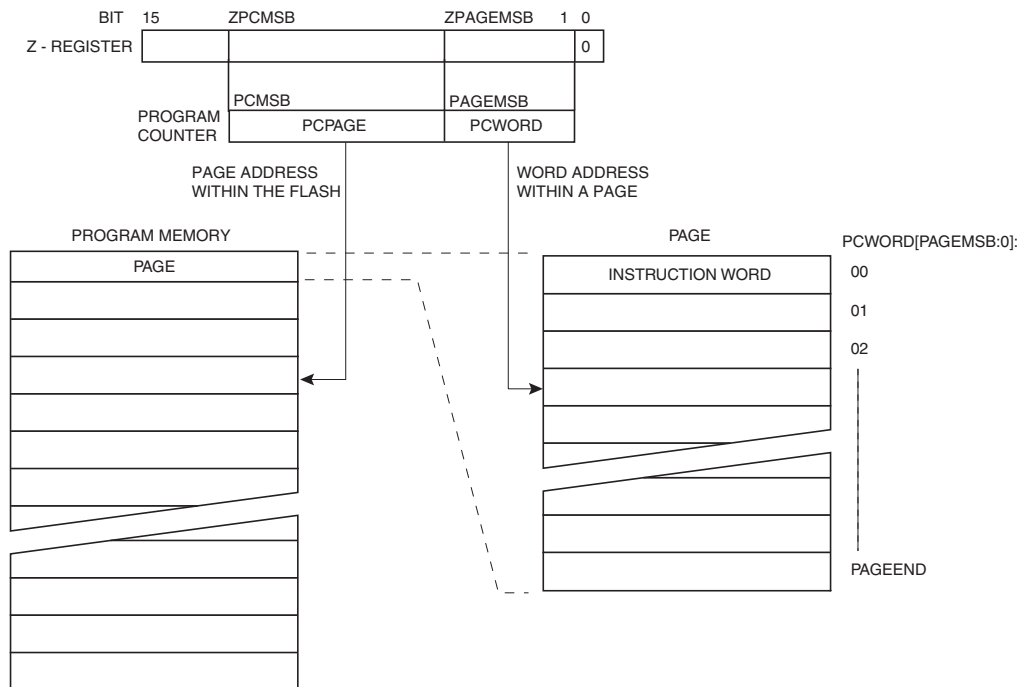 BIT 15 ZPCMSB ZPAGEMSB 1 0
Z - REGISTER 0
PCMSB PAGEMSB
PROGRAM
COUNTER
PCPAGE PCWORD
PAGE ADDRESS
WITHIN THE FLASH
WORD ADDRESS
WITHIN A PAGE
PROGRAM MEMORY
PAGE
PAGE
INSTRUCTION WORD
PCWORD[PAGEMSB:0]:
00
01
02
PAGEEND